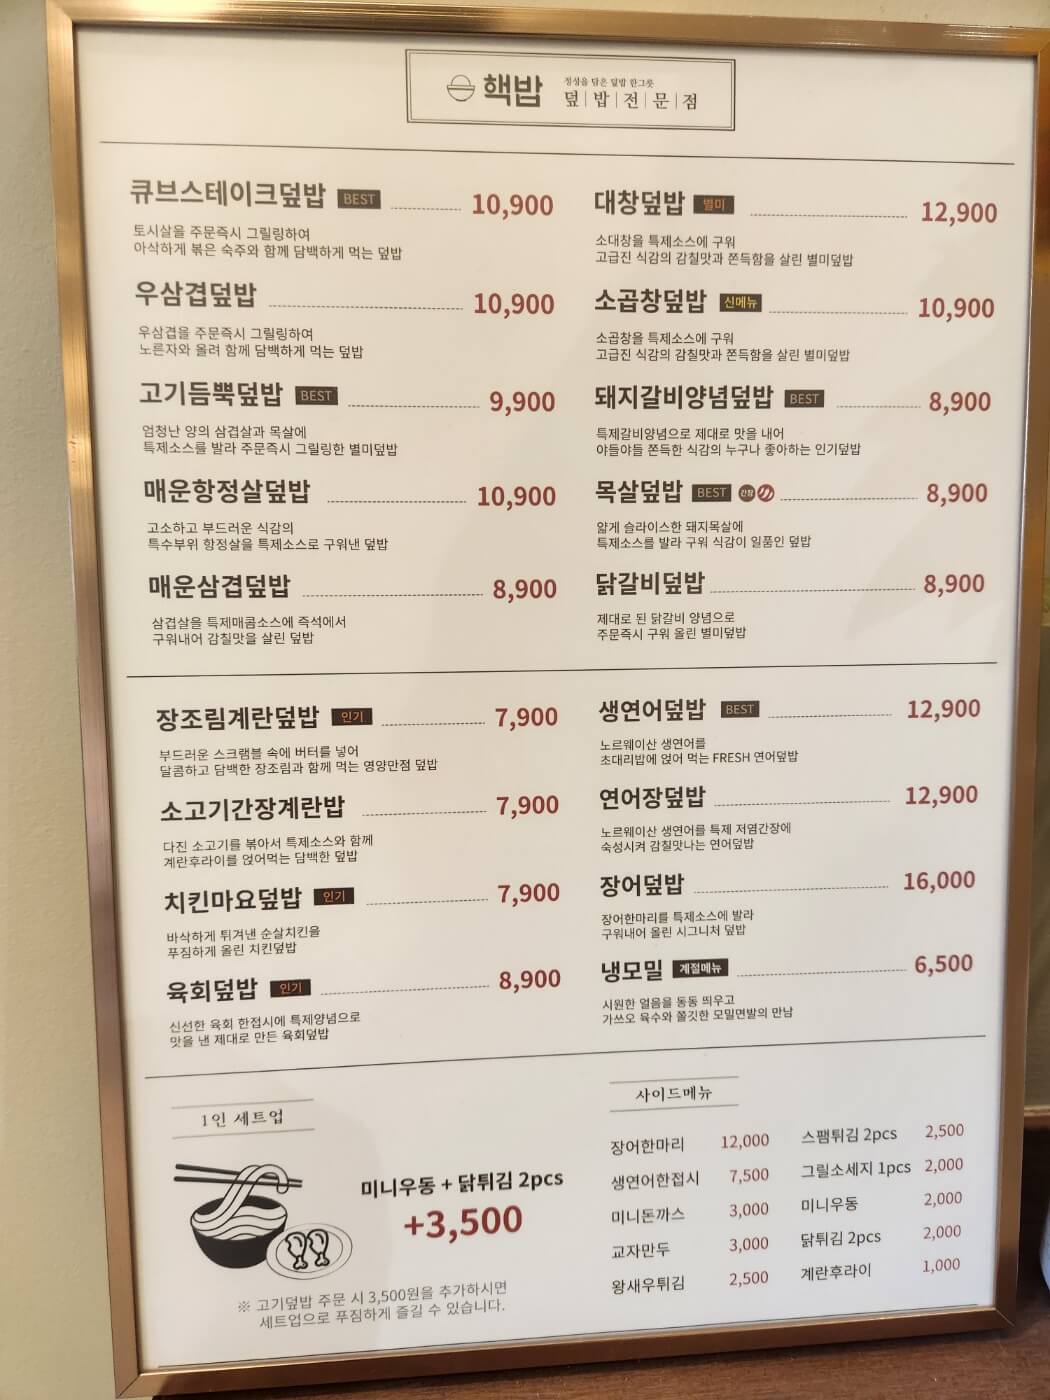 핵밥
정성을 담은 덮밥 한그릇
덮|밥|전|문|점
큐브스테이크덮밥 BEST 10,900
토시살을 주문즉시 그릴링하여
아삭하게 볶은 숙주와 함께 담백하게 먹는 덮밥
우삼겹덮밥 10,900
우삼겹을 주문즉시 그릴링하여
노른자와 올려 함께 담백하게 먹는 덮밥
고기듬뿍덮밥 BEST 9,900
엄청난 양의 삼겹살과 목살에
특제소스를 발라 주문즉시 그릴링한 별미덮밥
매운항정살덮밥 10,900
고소하고 부드러운 식감의
특수부위 항정살을 특제소스로 구워낸 덮밥
매운삼겹덮밥 8,900
삼겹살을 특제매콤소스에 즉석에서
구워내어 감칠맛을 살린 덮밥
대창덮밥 별미 12,900
소대창을 특제소스에 구워
고급진 식감의 감칠맛과 쫀득함을 살린 별미덮밥
소곱창덮밥 신메뉴 10,900
소곱창을 특제소스에 구워
고급진 식감의 감칠맛과 쫀득함을 살린 별미덮밥
돼지갈비양념덮밥 BEST 8,900
특제갈비양념으로 제대로 맛을 내어
야들야들 쫀득한 식감의 누구나 좋아하는 인기덮밥
목살덮밥 BEST 간장 8,900
얇게 슬라이스한 돼지목살에
특제소스를 발라 구워 식감이 일품인 덮밥
닭갈비덮밥 8,900
제대로 된 닭갈비 양념으로
주문즉시 구워 올린 별미덮밥
장조림계란덮밥 인기 7,900
부드러운 스크램블 속에 버터를 넣어
달콤하고 담백한 장조림과 함께 먹는 영양만점 덮밥
소고기간장계란밥 7,900
다진 소고기를 볶아서 특제소스와 함께
계란후라이를 얹어먹는 담백한 덮밥
치킨마요덮밥 인기 7,900
바삭하게 튀겨낸 순살치킨을
푸짐하게 올린 치킨덮밥
육회덮밥 인기 8,900
신선한 육회 한접시에 특제양념으로
맛을 낸 제대로 만든 육회덮밥
생연어덮밥 BEST 12,900
노르웨이산 생연어를
초대리밥에 얹어 먹는 FRESH 연어덮밥
연어장덮밥 12,900
노르웨이산 생연어를 특제 저염간장에
숙성시켜 감칠맛나는 연어덮밥
장어덮밥 16,000
장어한마리를 특제소스에 발라
구워내어 올린 시그니처 덮밥
냉모밀 계절메뉴 6,500
시원한 얼음을 동동 띄우고
가쓰오 육수와 쫄깃한 모밀면발의 만남
1인 세트업
미니우동 + 닭튀김 2pcs
+3,500
※ 고기덮밥 주문 시 3,500원을 추가하시면
세트업으로 푸짐하게 즐길 수 있습니다.
사이드메뉴
장어한마리 12,000
생연어한접시 7,500
미니돈까스 3,000
교자만두 3,000
왕새우튀김 2,500
스팸튀김 2pcs 2,500
그릴소세지 1pcs 2,000
미니우동 2,000
닭튀김 2pcs 2,000
계란후라이 1,000